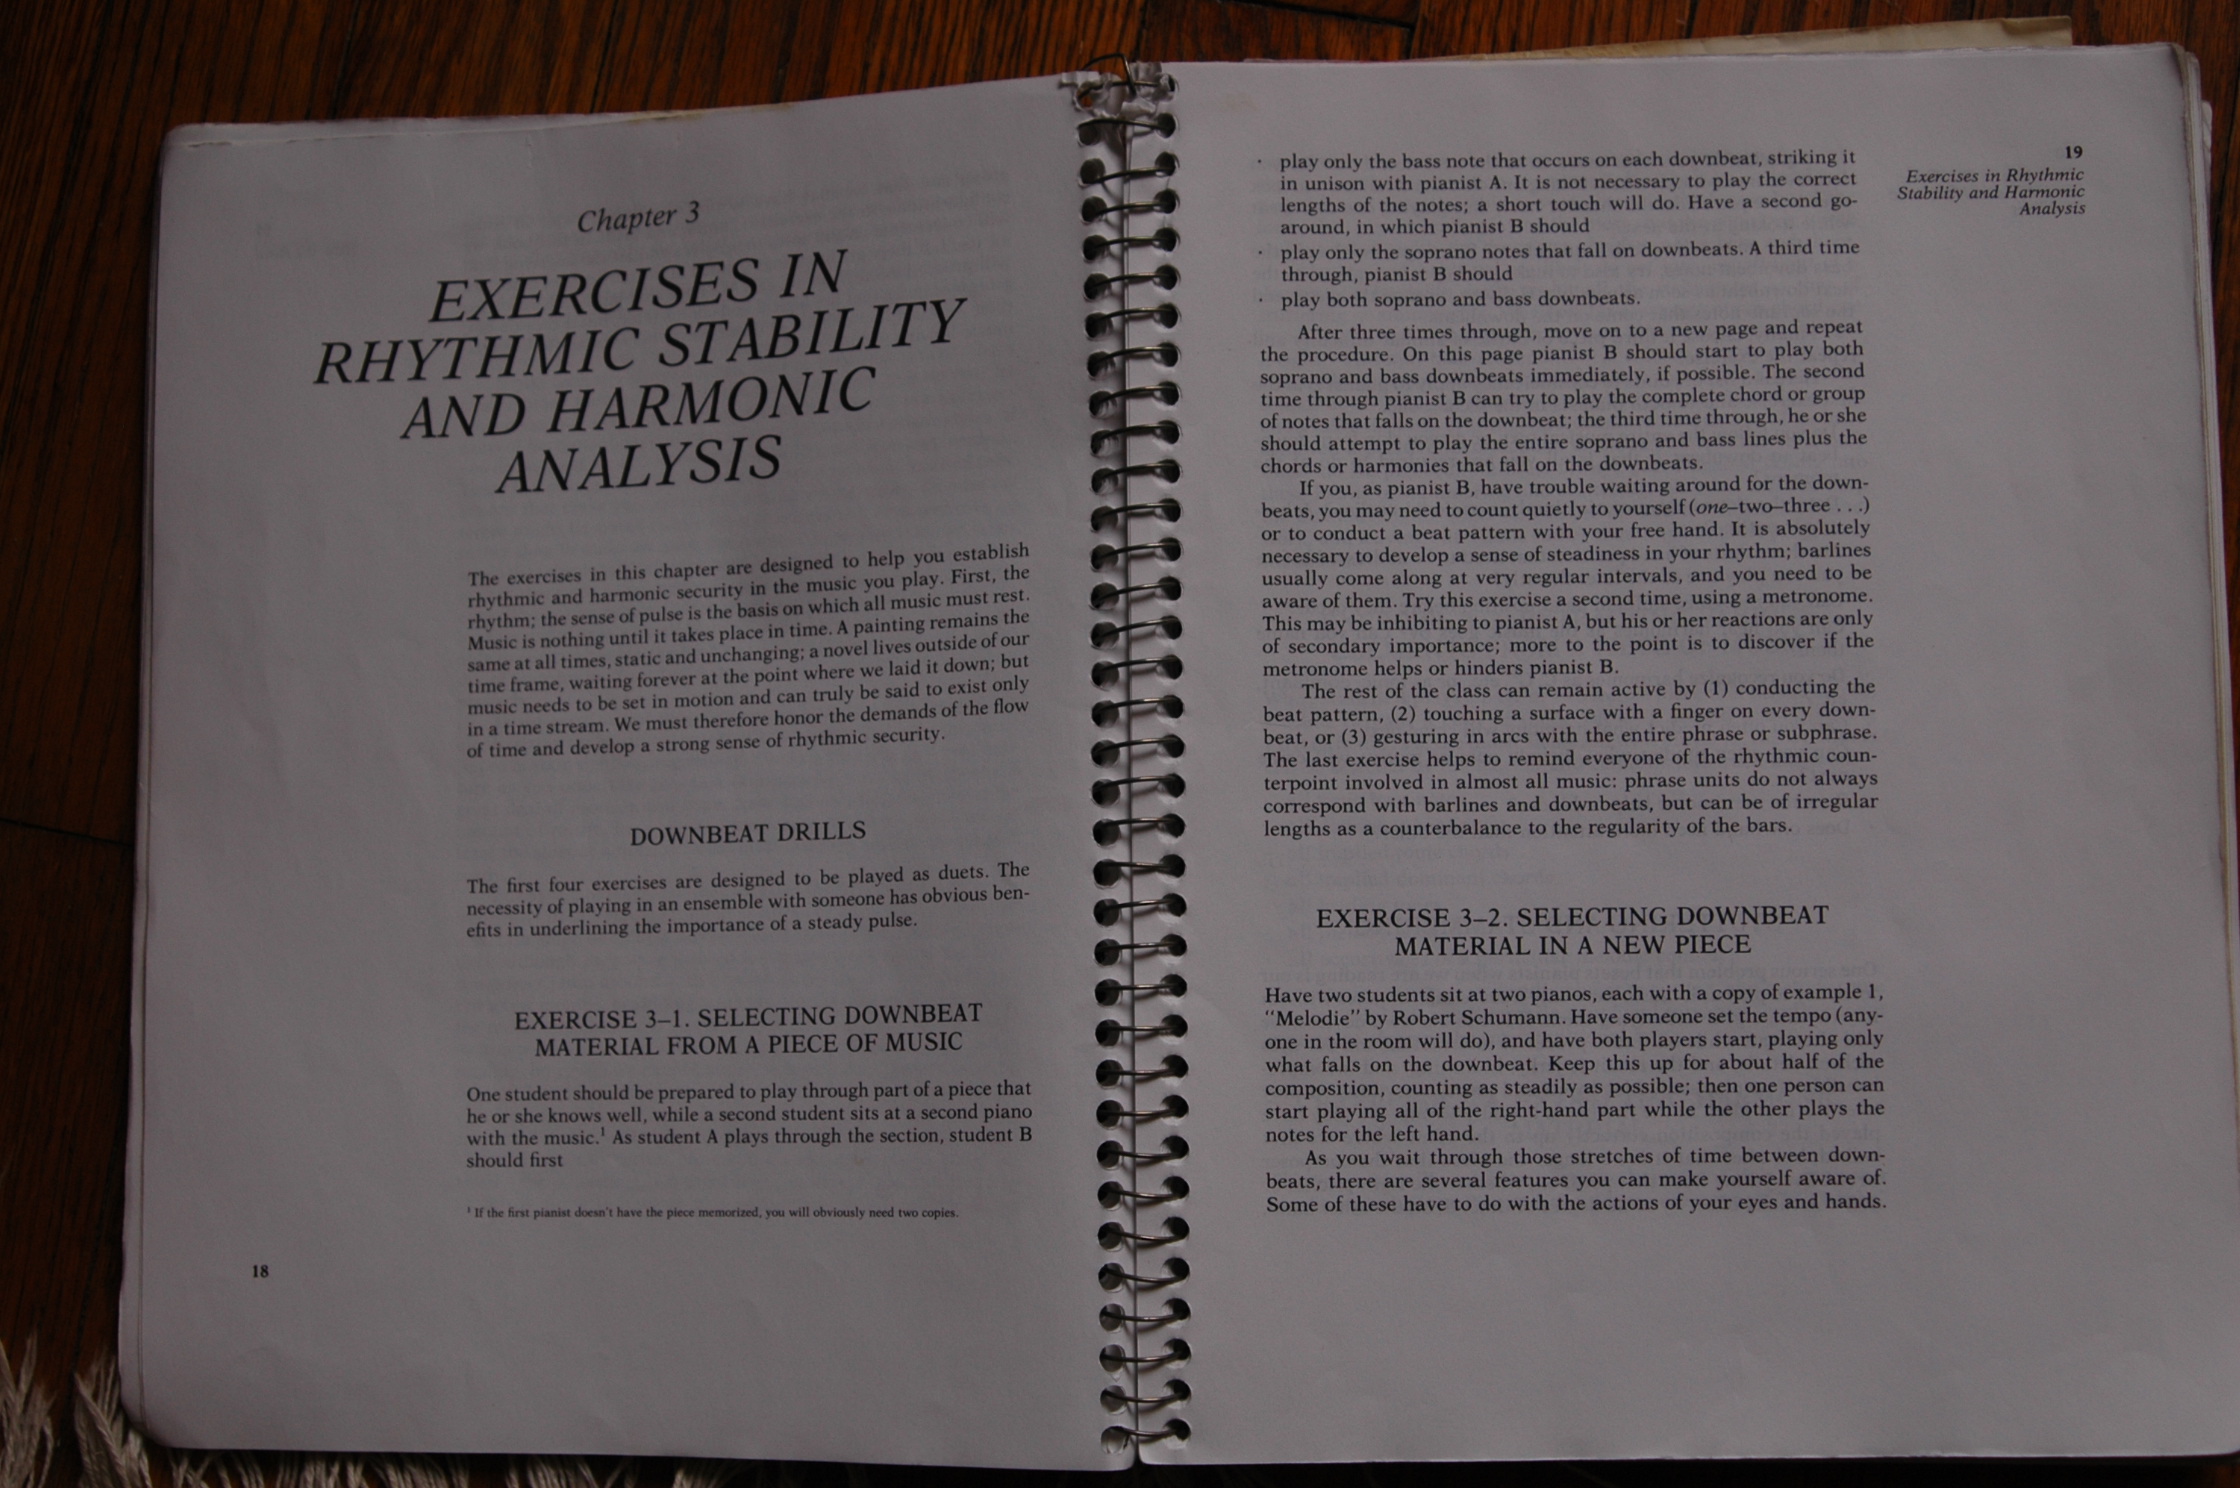 Chapter 3
EXERCISES IN
RHYTHMIC STABILITY
AND HARMONIC
ANALYSIS
The exercises in this chapter are designed to help you establish
rhythmic and harmonic security in the music you play. First, the
rhythm; the sense of pulse is the basis on which all music must rest.
Music is nothing until it takes place in time. A painting remains the
same at all times, static and unchanging; a novel lives outside of our
time frame, waiting forever at the point where we laid it down; but
music needs to be set in motion and can truly be said to exist only
in a time stream. We must therefore honor the demands of the flow
of time and develop a strong sense of rhythmic security.
DOWNBEAT DRILLS
The first four exercises are designed to be played as duets. The
necessity of playing in an ensemble with someone has obvious ben-
efits in underlining the importance of a steady pulse.
EXERCISE 3–1. SELECTING DOWNBEAT
MATERIAL FROM A PIECE OF MUSIC
One student should be prepared to play through part of a piece that
he or she knows well, while a second student sits at a second piano
with the music.¹ As student A plays through the section, student B
should first
¹ If the first pianist doesn't have the piece memorized, you will obviously need two copies.
18
19
Exercises in Rhythmic
Stability and Harmonic
Analysis
· play only the bass note that occurs on each downbeat, striking it
in unison with pianist A. It is not necessary to play the correct
lengths of the notes; a short touch will do. Have a second go-
around, in which pianist B should
· play only the soprano notes that fall on downbeats. A third time
through, pianist B should
· play both soprano and bass downbeats.
After three times through, move on to a new page and repeat
the procedure. On this page pianist B should start to play both
soprano and bass downbeats immediately, if possible. The second
time through pianist B can try to play the complete chord or group
of notes that falls on the downbeat; the third time through, he or she
should attempt to play the entire soprano and bass lines plus the
chords or harmonies that fall on the downbeats.
If you, as pianist B, have trouble waiting around for the down-
beats, you may need to count quietly to yourself (one–two–three . . .)
or to conduct a beat pattern with your free hand. It is absolutely
necessary to develop a sense of steadiness in your rhythm; barlines
usually come along at very regular intervals, and you need to be
aware of them. Try this exercise a second time, using a metronome.
This may be inhibiting to pianist A, but his or her reactions are only
of secondary importance; more to the point is to discover if the
metronome helps or hinders pianist B.
The rest of the class can remain active by (1) conducting the
beat pattern, (2) touching a surface with a finger on every down-
beat, or (3) gesturing in arcs with the entire phrase or subphrase.
The last exercise helps to remind everyone of the rhythmic coun-
terpoint involved in almost all music: phrase units do not always
correspond with barlines and downbeats, but can be of irregular
lengths as a counterbalance to the regularity of the bars.
EXERCISE 3–2. SELECTING DOWNBEAT
MATERIAL IN A NEW PIECE
Have two students sit at two pianos, each with a copy of example 1,
"Melodie" by Robert Schumann. Have someone set the tempo (any-
one in the room will do), and have both players start, playing only
what falls on the downbeat. Keep this up for about half of the
composition, counting as steadily as possible; then one person can
start playing all of the right-hand part while the other plays the
notes for the left hand.
As you wait through those stretches of time between down-
beats, there are several features you can make yourself aware of.
Some of these have to do with the actions of your eyes and hands.